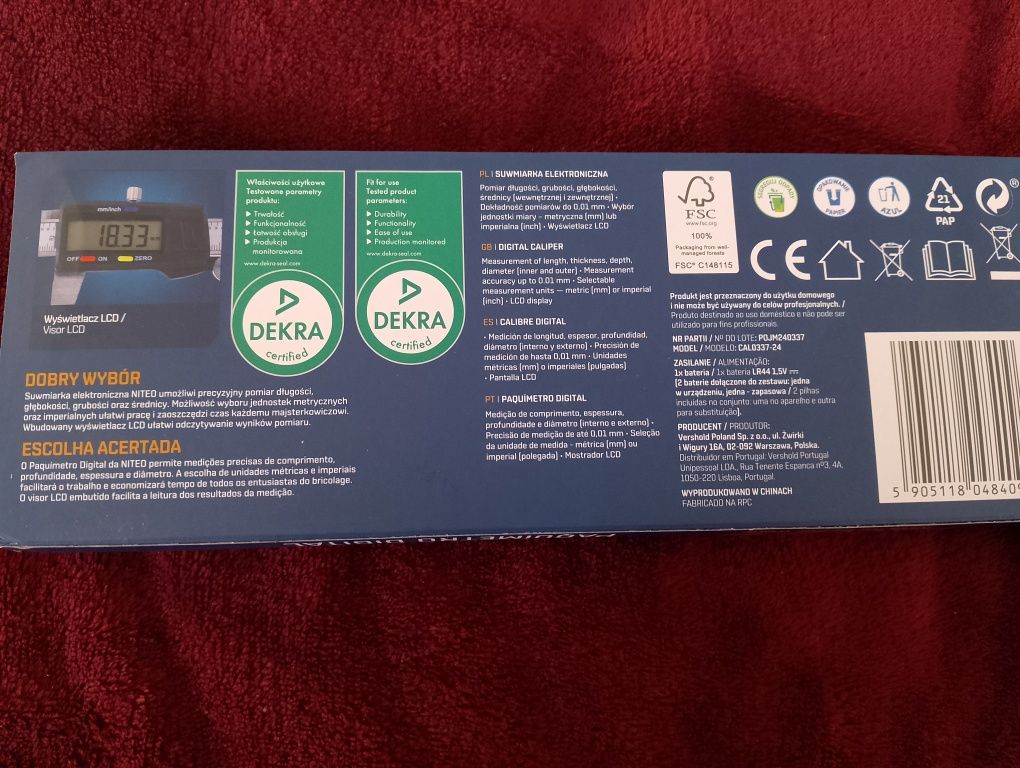 mm/inch
18.33
OFF
ON
ZERO
Wyświetlacz LCD /
Visor LCD
DOBRY WYBÓR
Suwmiarka elektroniczna NITEO umożliwi precyzyjny pomiar długości,
głębokości, grubości oraz średnicy. Możliwość wyboru jednostek metrycznych
oraz imperialnych ułatwi pracę i zaoszczędzi czas każdemu majsterkowiczowi.
Wbudowany wyświetlacz LCD ułatwi odczytywanie wyników pomiaru.
ESCOLHA ACERTADA
O Paquímetro Digital da NITEO permite medições precisas de comprimento,
profundidade, espessura e diâmetro. A escolha de unidades métricas e imperiais
facilitará o trabalho e economizará tempo de todos os entusiastas do bricolage.
O visor LCD embutido facilita a leitura dos resultados da medição.
Właściwości użytkowe
Testowane parametry
produktu:
Trwałość
Funkcjonalność
Łatwość obsługi
Produkcja
monitorowana
www.dekra-seal.com
DEKRA
certified
Fit for use
Tested product
parameters:
Durability
Functionality
Ease of use
Production monitored
www.dekra-seal.com
DEKRA
certified
PL | SUWMIARKA ELEKTRONICZNA
Pomiar długości, grubości, głębokości,
średnicy (wewnętrznej i zewnętrznej) •
Dokładność pomiarów do 0,01 mm • Wybór
jednostki miary - metryczna (mm) lub
imperialna (inch) • Wyświetlacz LCD
GB | DIGITAL CALIPER
Measurement of length, thickness, depth,
diameter (inner and outer) • Measurement
accuracy up to 0.01 mm • Selectable
measurement units — metric (mm) or imperial
(inch) • LCD display
ES | CALIBRE DIGITAL
• Medición de longitud, espesor, profundidad,
diámetro (interno y externo) • Precisión de
medición de hasta 0,01 mm • Unidades
métricas (mm) o imperiales (pulgadas)
• Pantalla LCD
PT | PAQUÍMETRO DIGITAL
Medição de comprimento, espessura,
profundidade e diâmetro (interno e externo) •
Precisão de medição de até 0,01 mm • Seleção
da unidade de medida - métrica (mm) ou
imperial (polegada) • Mostrador LCD
FSC
www.fsc.org
100%
Packaging from well-
managed forests
FSC® C148115
SEGREGUJ ODPADY
OPAKOWANIE
PAPIER
AZUL
21
PAP
®
CE
Produkt jest przeznaczony do użytku domowego
i nie może być używany do celów profesjonalnych. /
Produto destinado ao uso doméstico e não pode ser
utilizado para fins profissionais.
NR PARTII / Nº DO LOTE: POJM240337
MODEL / MODELO: CAL0337-24
ZASILANIE / ALIMENTAÇÃO:
1x bateria / 1x bateria LR44 1,5V
(2 baterie dołączone do zestawu: jedna
w urządzeniu, jedna - zapasowa / 2 pilhas
incluídas no conjunto: uma no aparelho e outra
para substituição).
PRODUCENT / PRODUTOR:
Vershold Poland Sp. z o.o., ul. Żwirki
i Wigury 16A, 02-092 Warszawa, Polska.
Distribuidor em Portugal: Vershold Portugal
Unipessoal LDA., Rua Tenente Espanca nº3, 4A,
1050-220 Lisboa, Portugal.
WYPRODUKOWANO W CHINACH
FABRICADO NA RPC
5 905118 04840
PAQUÍMETRO DIGITAL